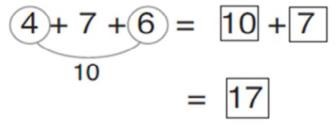 4 + 7 + 6 = 10 + 7
10
= 17